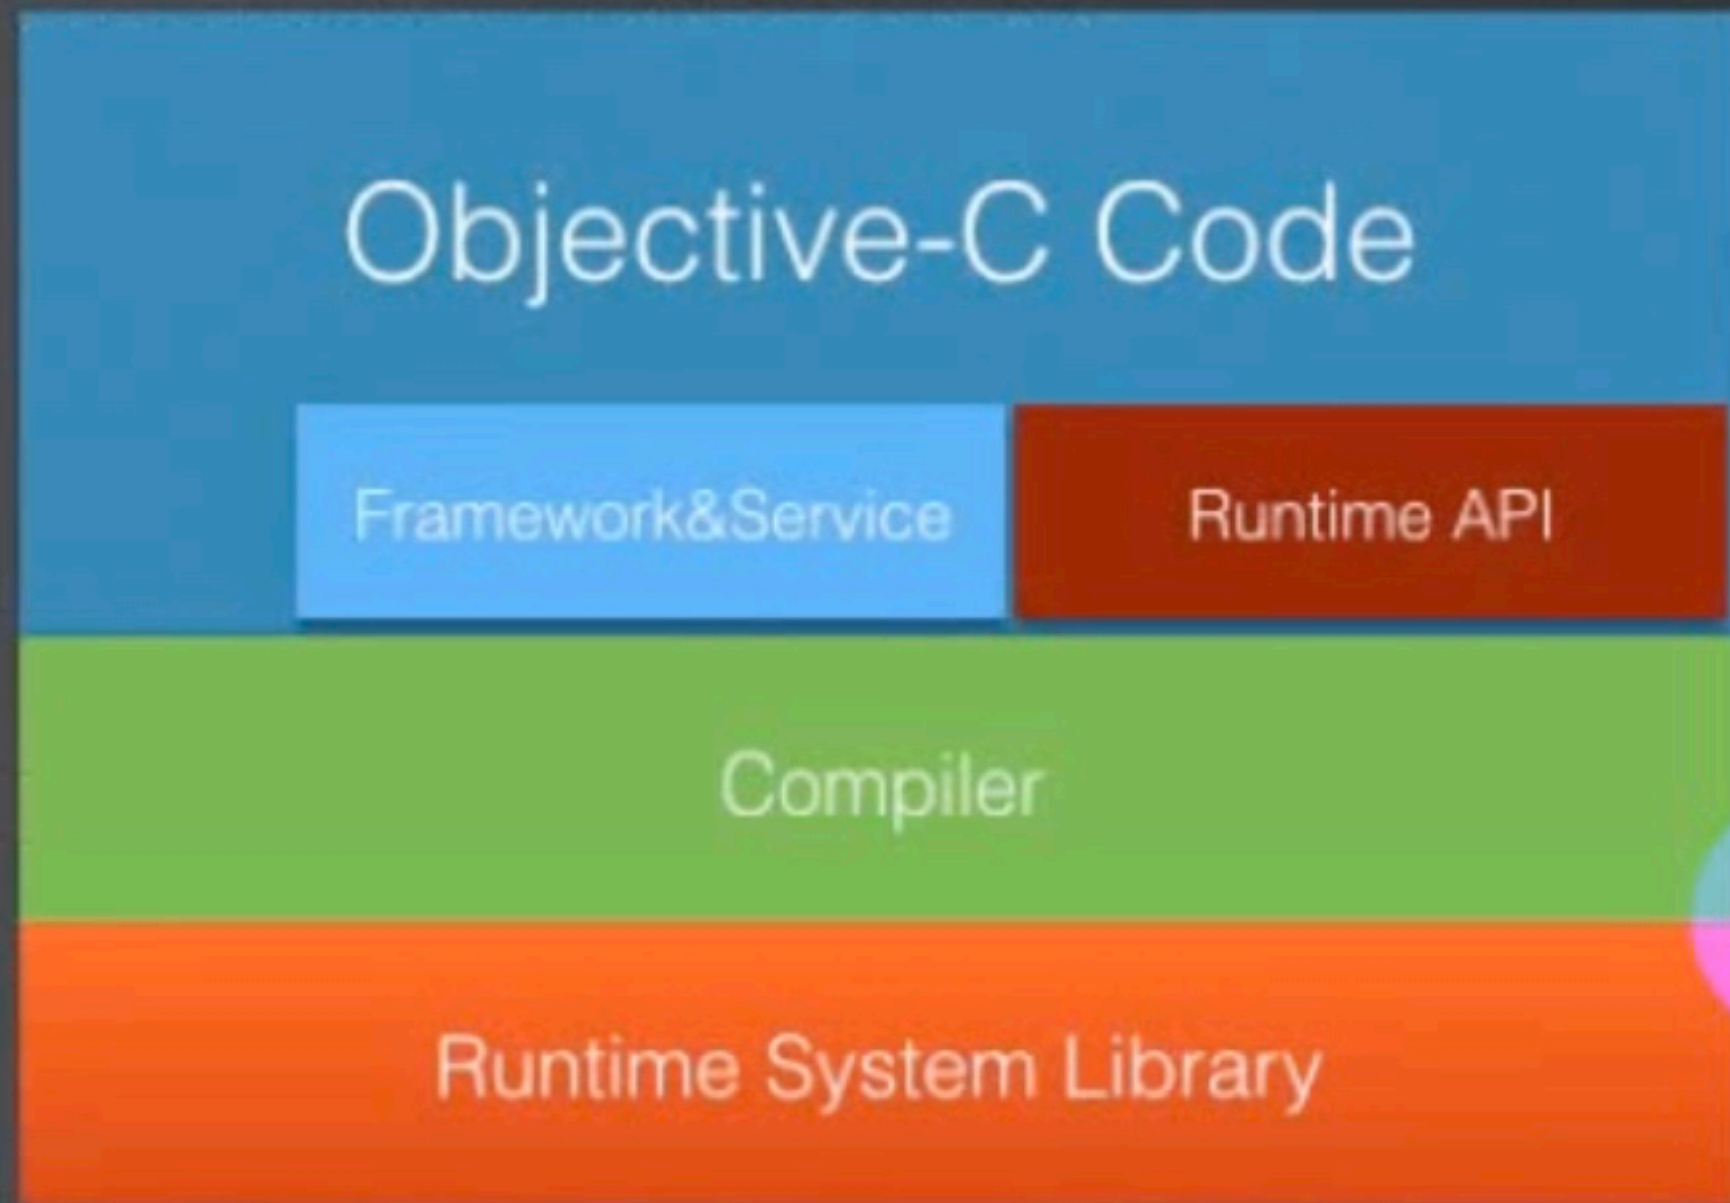 Objective-C Code
Framework&Service
Runtime API
Compiler
Runtime System Library